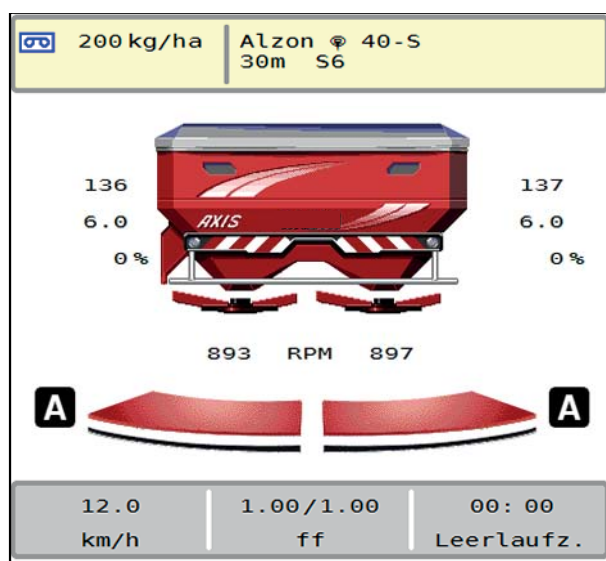 200 kg/ha
Alzon 40-S
30m S6
136 137
6.0 AXIS 6.0
0% 0%
893 RPM 897
A A
12.0 1.00/1.00 00:00
km/h ff Leerlaufz.